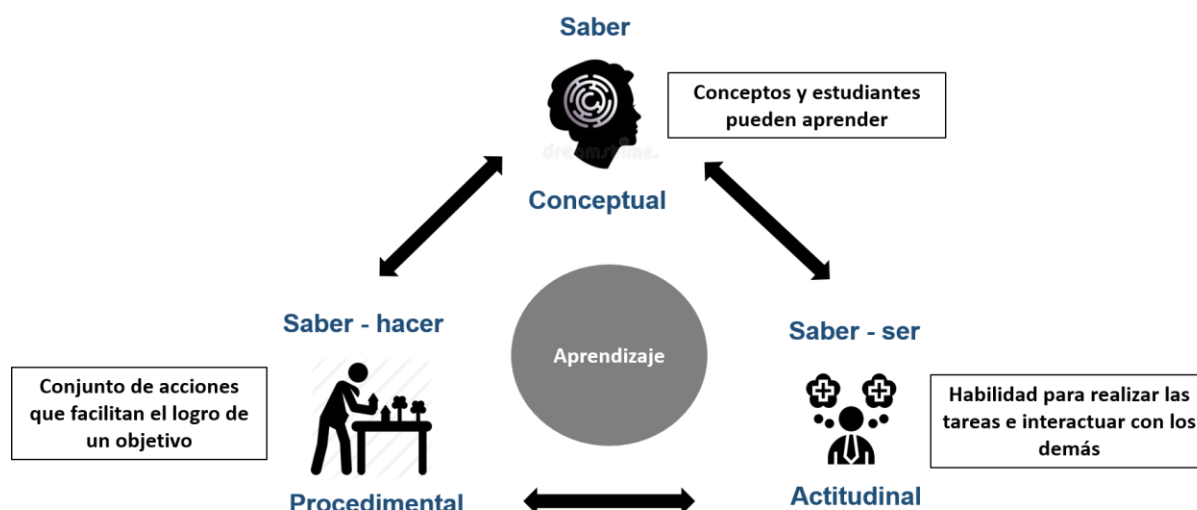 Saber
Conceptos y estudiantes
pueden aprender
dreamstime.
Conceptual
Saber - hacer
Saber - ser
Aprendizaje
Conjunto de acciones
que facilitan el logro de
un objetivo
Habilidad para realizar las
tareas e interactuar con los
demás
Procedimental
Actitudinal